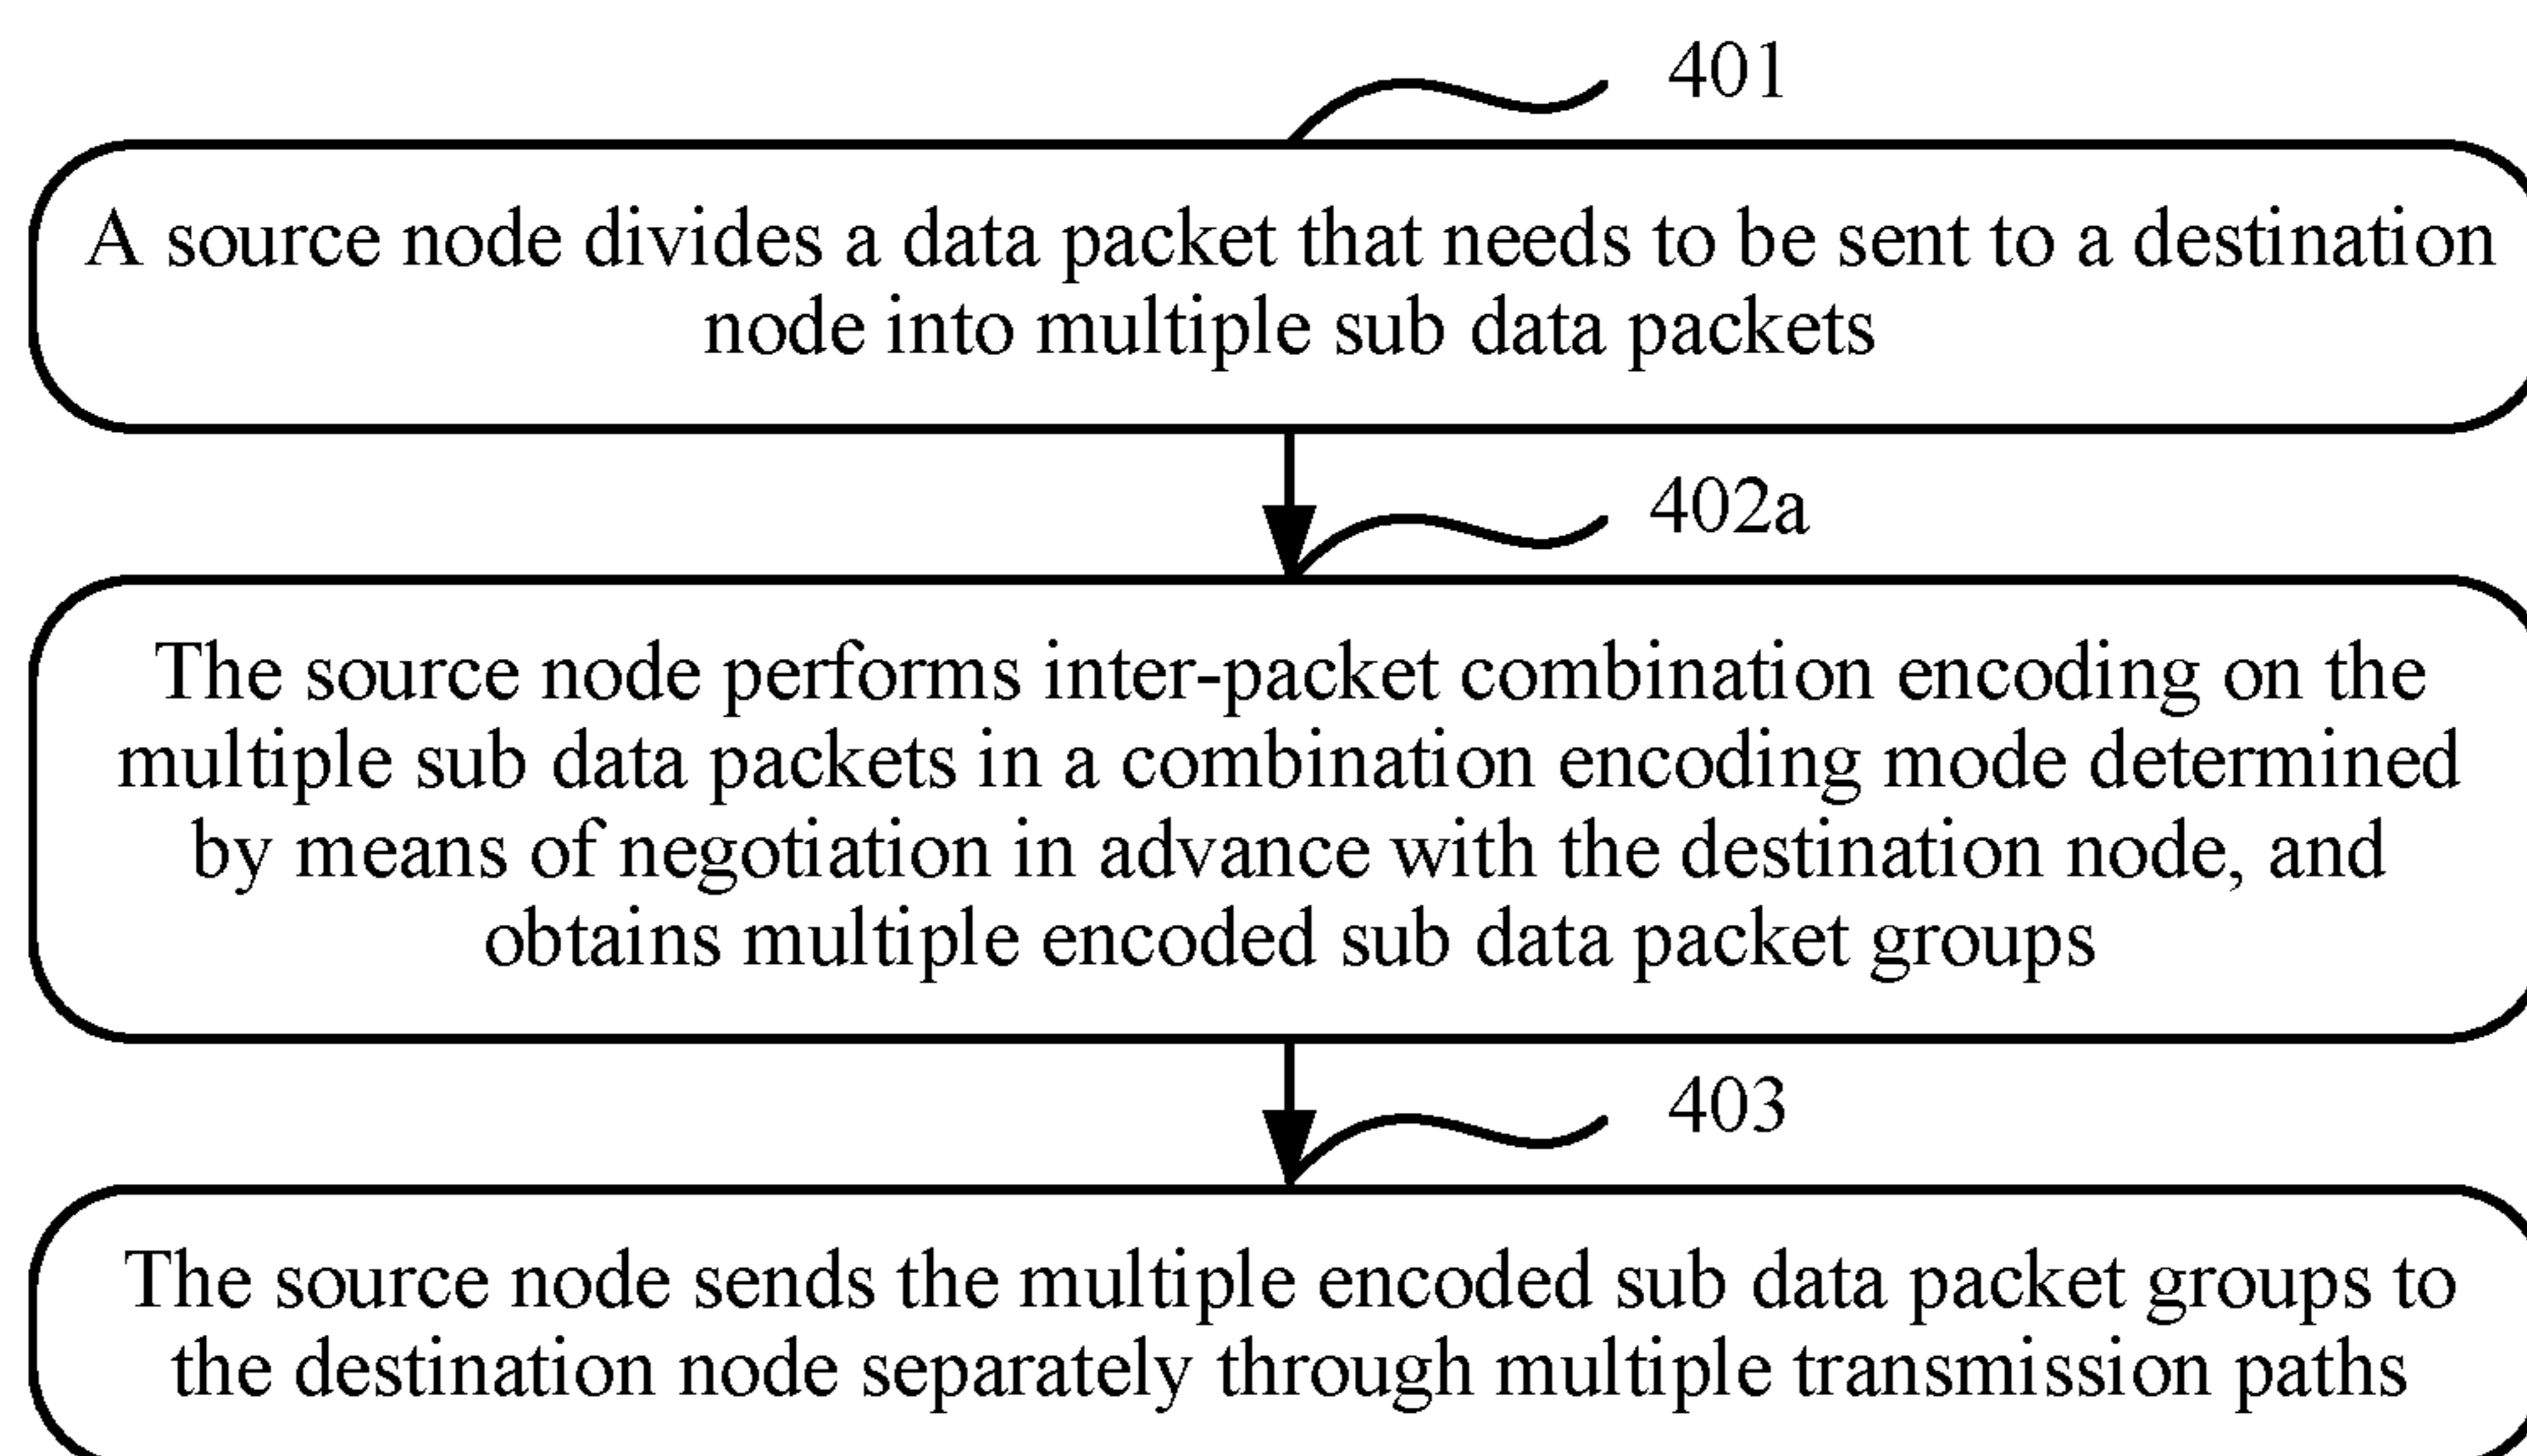 401
A source node divides a data packet that needs to be sent to a destination
node into multiple sub data packets
402a
The source node performs inter-packet combination encoding on the
multiple sub data packets in a combination encoding mode determined
by means of negotiation in advance with the destination node, and
obtains multiple encoded sub data packet groups
403
The source node sends the multiple encoded sub data packet groups to
the destination node separately through multiple transmission paths